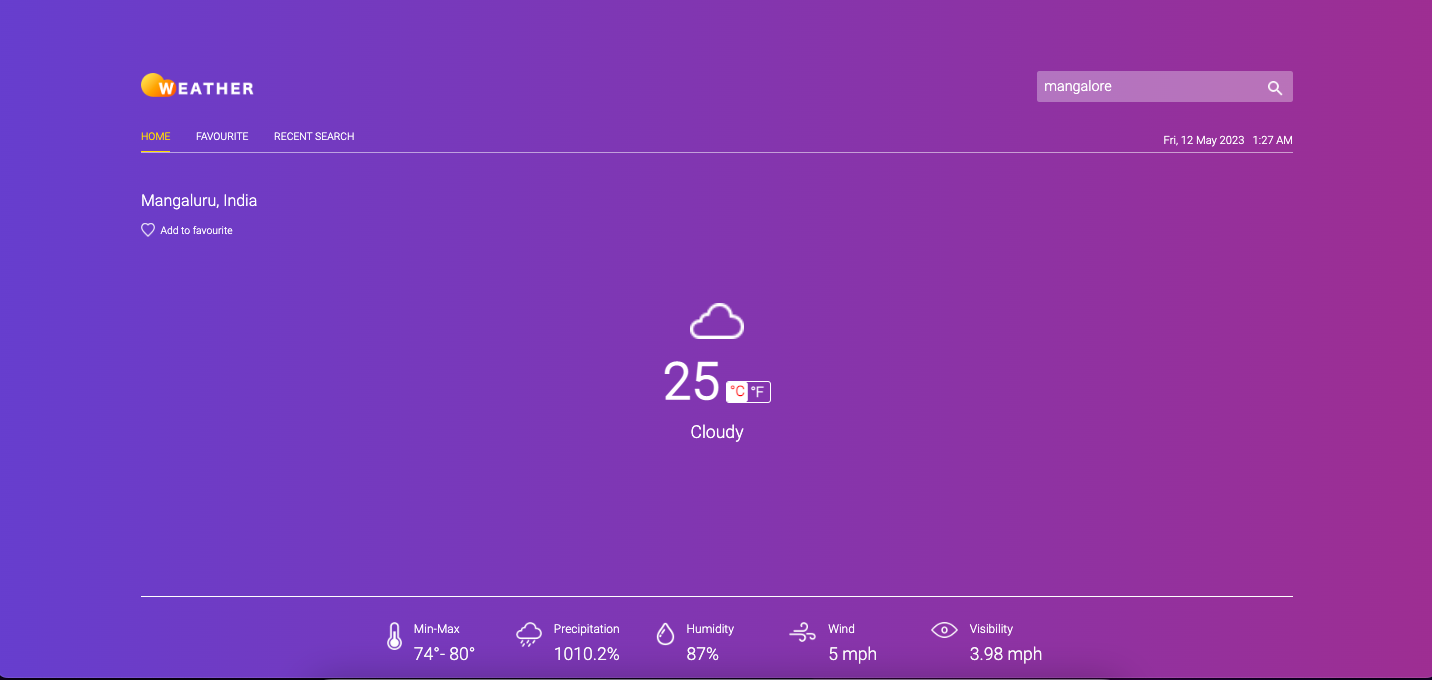 WEATHER
mangalore
HOME FAVOURITE RECENT SEARCH
Fri, 12 May 2023 1:27 AM
Mangaluru, India
Add to favourite
25 °C °F
Cloudy
Min-Max Precipitation Humidity Wind Visibility
74°- 80° 1010.2% 87% 5 mph 3.98 mph